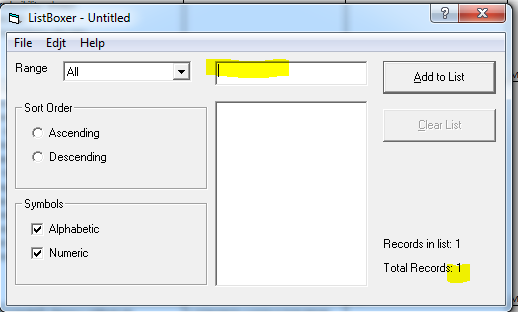 ListBoxer - Untitled
File Edjt Help
Range All Add to List
Clear List
Sort Order
Ascending
Descending
Symbols
Alphabetic
Numeric
Records in list: 1
Total Records: 1